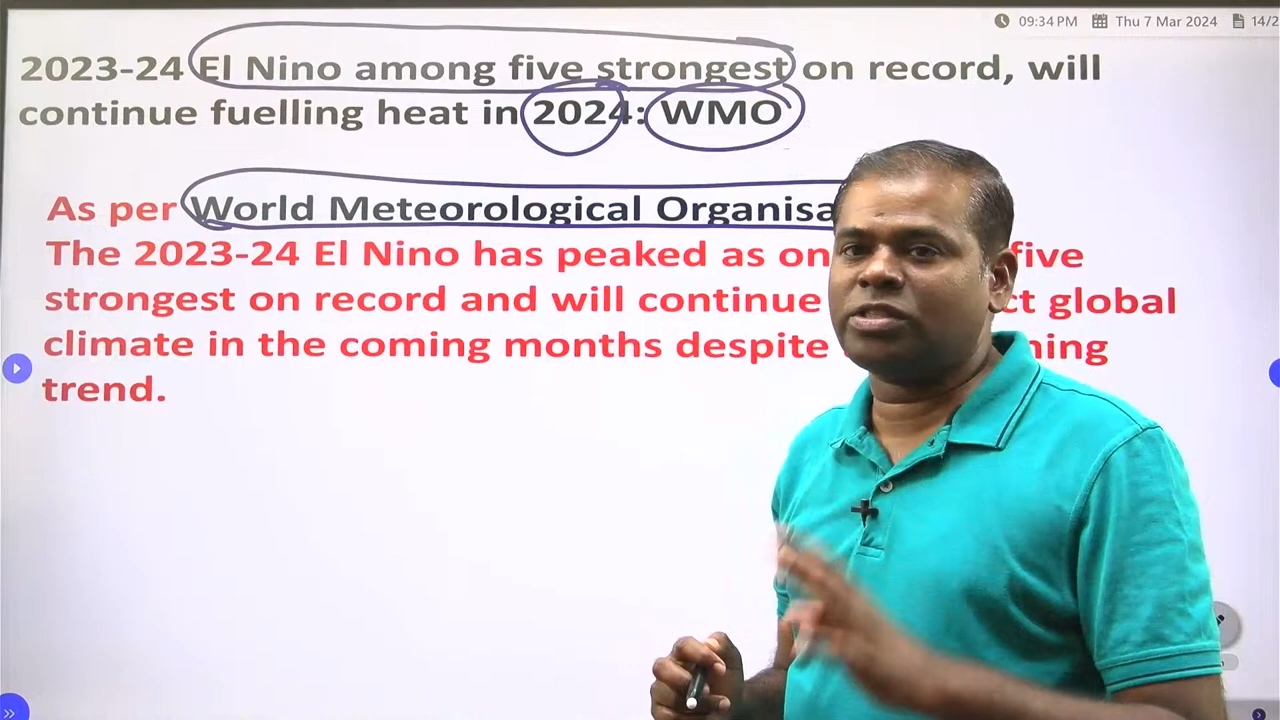 09:34 PM Thu 7 Mar 2024 14/2
2023-24 El Nino among five strongest on record, will
continue fuelling heat in 2024: WMO
As per World Meteorological Organisa
The 2023-24 El Nino has peaked as on five
strongest on record and will continue ct global
climate in the coming months despite ning
trend.